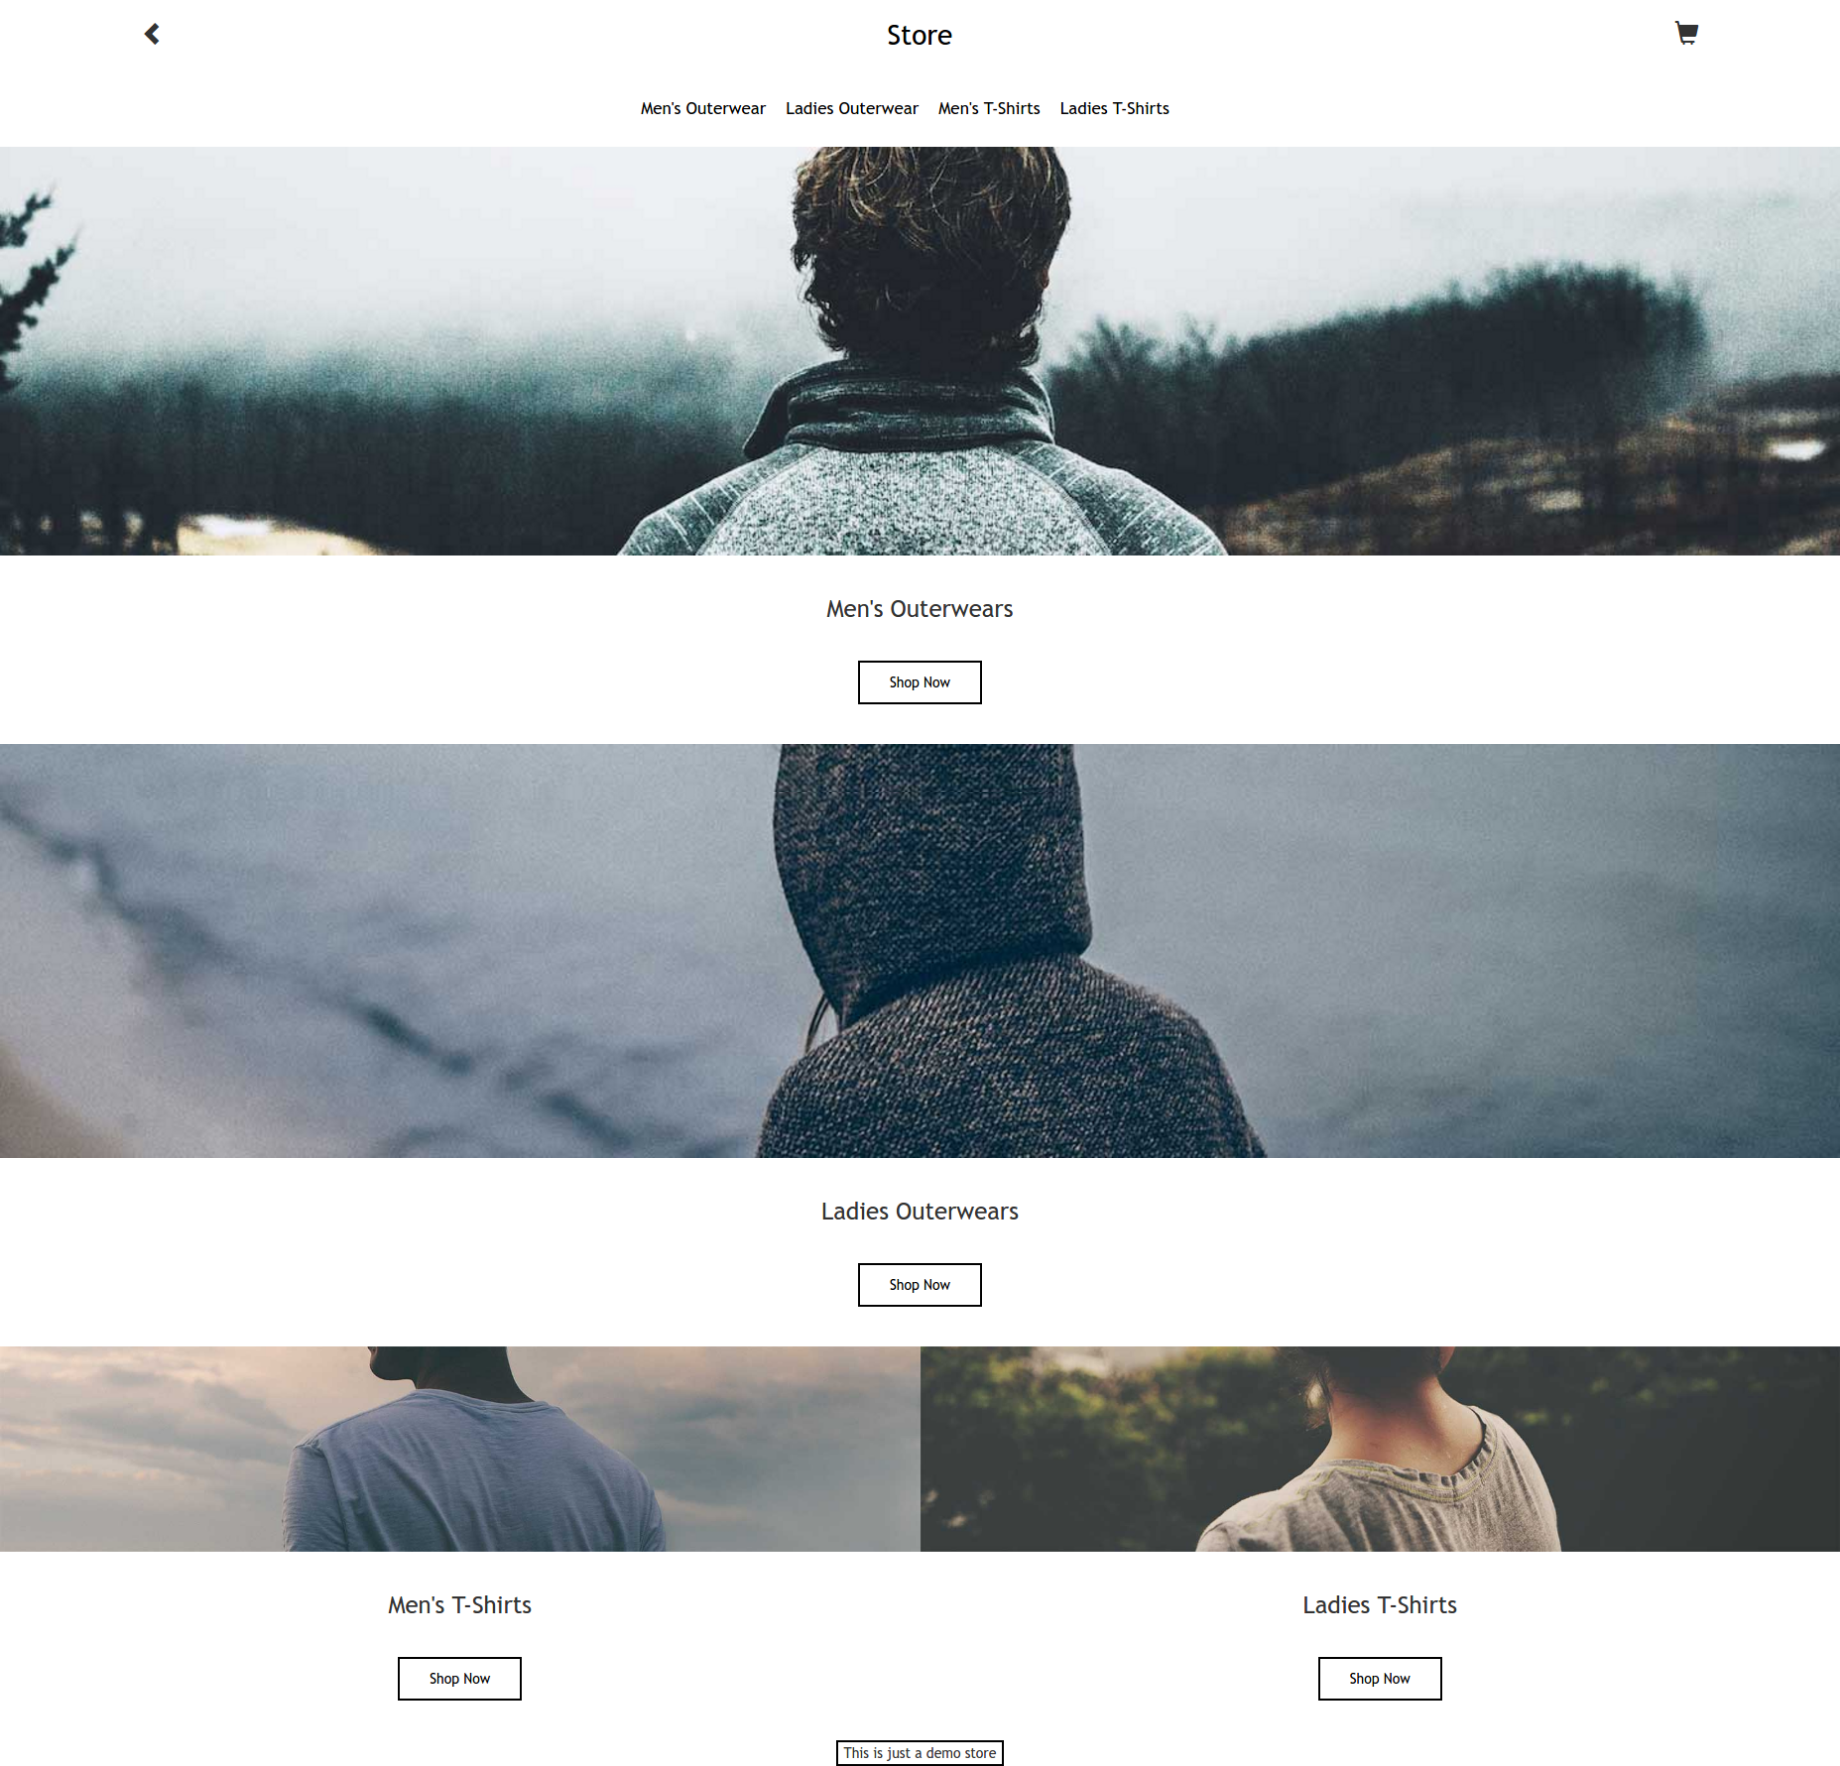 Store
Men's Outerwear Ladies Outerwear Men's T-Shirts Ladies T-Shirts
Men's Outerwears
Shop Now
Ladies Outerwears
Shop Now
Men's T-Shirts
Shop Now
Ladies T-Shirts
Shop Now
This is just a demo store